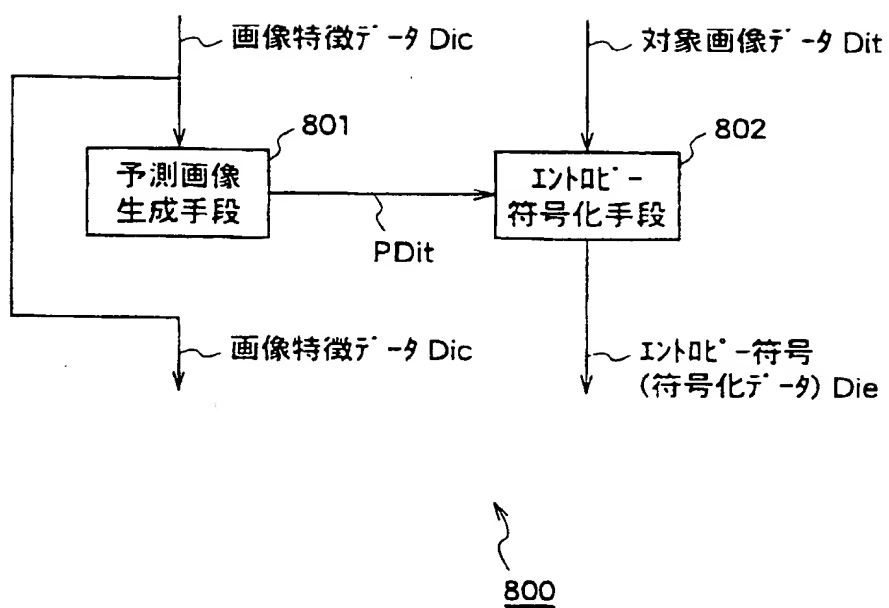 画像特徴ﾃﾞｰﾀ Dic
対象画像ﾃﾞｰﾀ Dit
801
802
予測画像
生成手段
ｴﾝﾄﾛﾋﾟｰ
符号化手段
PDit
画像特徴ﾃﾞｰﾀ Dic
ｴﾝﾄﾛﾋﾟｰ符号
(符号化ﾃﾞｰﾀ) Die
800